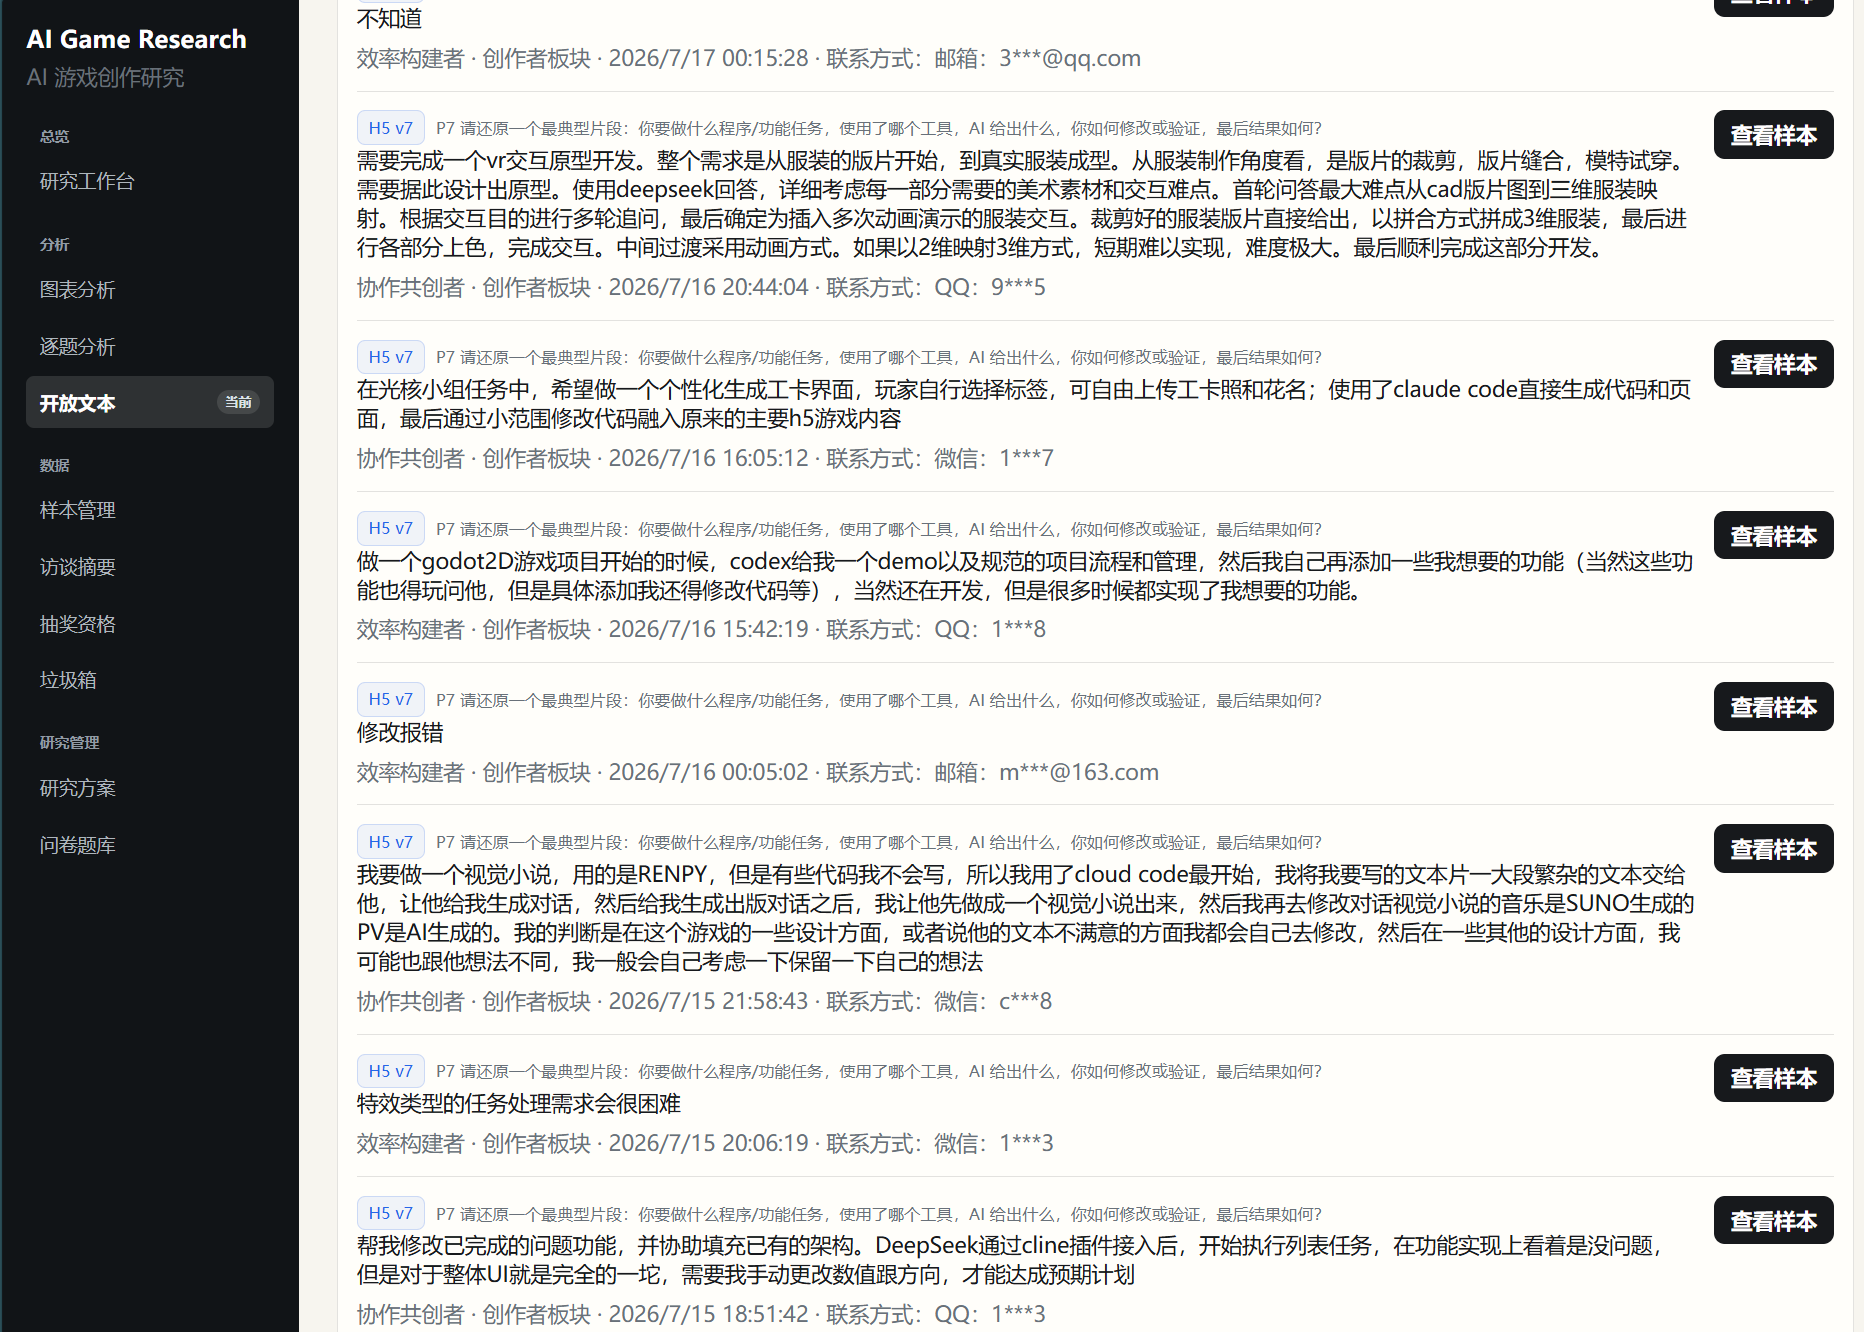 AI Game Research
AI 游戏创作研究
总览
研究工作台
分析
图表分析
逐题分析
开放文本 当前
数据
样本管理
访谈摘要
抽奖资格
垃圾箱
研究管理
研究方案
问卷题库
不知道
效率构建者 · 创作者板块 · 2026/7/17 00:15:28 · 联系方式：邮箱：3***@qq.com
H5 v7 P7 请还原一个最典型片段：你要做什么程序/功能任务，使用了哪个工具，AI 给出什么，你如何修改或验证，最后结果如何？
查看样本
需要完成一个vr交互原型开发。整个需求是从服装的版片开始，到真实服装成型。从服装制作角度看，是版片的裁剪，版片缝合，模特试穿。
需要据此设计出原型。使用deepseek回答，详细考虑每一部分需要的美术素材和交互难点。首轮问答最大难点从cad版片图到三维服装映
射。根据交互目的进行多轮追问，最后确定为插入多次动画演示的服装交互。裁剪好的服装版片直接给出，以拼合方式拼成3维服装，最后进
行各部分上色，完成交互。中间过渡采用动画方式。如果以2维映射3维方式，短期难以实现，难度极大。最后顺利完成这部分开发。
协作共创者 · 创作者板块 · 2026/7/16 20:44:04 · 联系方式：QQ：9***5
H5 v7 P7 请还原一个最典型片段：你要做什么程序/功能任务，使用了哪个工具，AI 给出什么，你如何修改或验证，最后结果如何？
查看样本
在光核小组任务中，希望做一个个性化生成工卡界面，玩家自行选择标签，可自由上传工卡照和花名；使用了claude code直接生成代码和页
面，最后通过小范围修改代码融入原来的主要h5游戏内容
协作共创者 · 创作者板块 · 2026/7/16 16:05:12 · 联系方式：微信：1***7
H5 v7 P7 请还原一个最典型片段：你要做什么程序/功能任务，使用了哪个工具，AI 给出什么，你如何修改或验证，最后结果如何？
查看样本
做一个godot2D游戏项目开始的时候，codex给我一个demo以及规范的项目流程和管理，然后我自己再添加一些我想要的功能（当然这些功
能也得玩问他，但是具体添加我还得修改代码等），当然还在开发，但是很多时候都实现了我想要的功能。
效率构建者 · 创作者板块 · 2026/7/16 15:42:19 · 联系方式：QQ：1***8
H5 v7 P7 请还原一个最典型片段：你要做什么程序/功能任务，使用了哪个工具，AI 给出什么，你如何修改或验证，最后结果如何？
查看样本
修改报错
效率构建者 · 创作者板块 · 2026/7/16 00:05:02 · 联系方式：邮箱：m***@163.com
H5 v7 P7 请还原一个最典型片段：你要做什么程序/功能任务，使用了哪个工具，AI 给出什么，你如何修改或验证，最后结果如何？
查看样本
我要做一个视觉小说，用的是RENPY，但是有些代码我不会写，所以我用了cloud code最开始，我将我要写的文本片一大段繁杂的文本交给
他，让他给我生成对话，然后给我生成出版对话之后，我让他先做成一个视觉小说出来，然后我再去修改对话视觉小说的音乐是SUNO生成的
PV是AI生成的。我的判断是在这个游戏的一些设计方面，或者说他的文本不满意的方面我都会自己去修改，然后在一些其他的设计方面，我
可能也跟他想法不同，我一般会自己考虑一下保留一下自己的想法
协作共创者 · 创作者板块 · 2026/7/15 21:58:43 · 联系方式：微信：c***8
H5 v7 P7 请还原一个最典型片段：你要做什么程序/功能任务，使用了哪个工具，AI 给出什么，你如何修改或验证，最后结果如何？
查看样本
特效类型的任务处理需求会很困难
效率构建者 · 创作者板块 · 2026/7/15 20:06:19 · 联系方式：微信：1***3
H5 v7 P7 请还原一个最典型片段：你要做什么程序/功能任务，使用了哪个工具，AI 给出什么，你如何修改或验证，最后结果如何？
查看样本
帮我修改已完成的问题功能，并协助填充已有的架构。DeepSeek通过cline插件接入后，开始执行列表任务，在功能实现上看着是没问题，
但是对于整体UI就是完全的一坨，需要我手动更改数值跟方向，才能达成预期计划
协作共创者 · 创作者板块 · 2026/7/15 18:51:42 · 联系方式：QQ：1***3